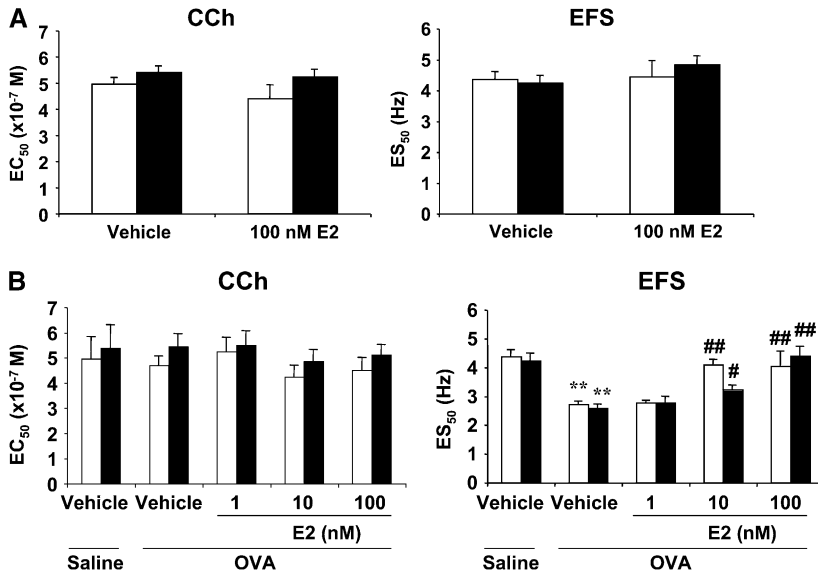 A
CCh
EFS
EC50 (x10-7 M)
7
6
5
4
3
2
1
0
Vehicle
100 nM E2
ES50 (Hz)
6
5
4
3
2
1
0
Vehicle
100 nM E2
B
CCh
EFS
EC50 (x10-7 M)
7
6
5
4
3
2
1
0
Vehicle
Vehicle
1
10
100
E2 (nM)
Saline
OVA
ES50 (Hz)
6
5
4
3
2
1
0
**
**
##
#
##
##
Vehicle
Vehicle
1
10
100
E2 (nM)
Saline
OVA